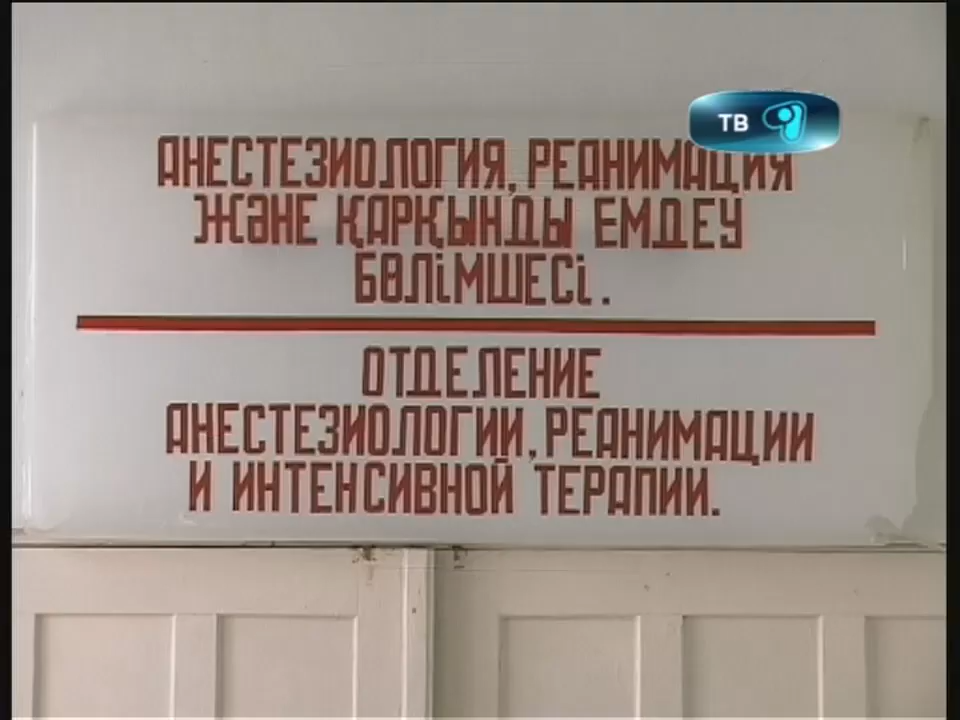 ТВ
АНЕСТЕЗИОЛОГИЯ, РЕАНИМАЦИЯ
ЖӘНЕ ҚАРҚЫНДЫ ЕМДЕУ
БӨЛІМШЕСІ.
ОТДЕЛЕНИЕ
АНЕСТЕЗИОЛОГИИ, РЕАНИМАЦИИ
И ИНТЕНСИВНОЙ ТЕРАПИИ.